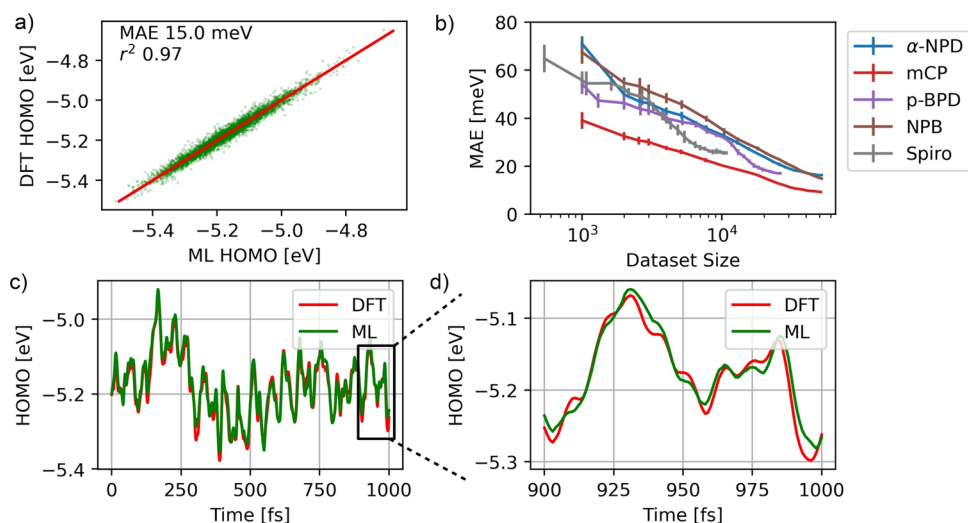 a)
MAE 15.0 meV
r² 0.97
DFT HOMO [eV]
−4.8
−5.0
−5.2
−5.4
−5.4
−5.2
−5.0
−4.8
ML HOMO [eV]
b)
MAE [meV]
80
60
40
20
0
10³
10⁴
Dataset Size
α-NPD
mCP
p-BPD
NPB
Spiro
c)
HOMO [eV]
−5.0
−5.2
−5.4
DFT
ML
0
250
500
750
1000
Time [fs]
d)
HOMO [eV]
−5.1
−5.2
−5.3
DFT
ML
900
925
950
975
1000
Time [fs]